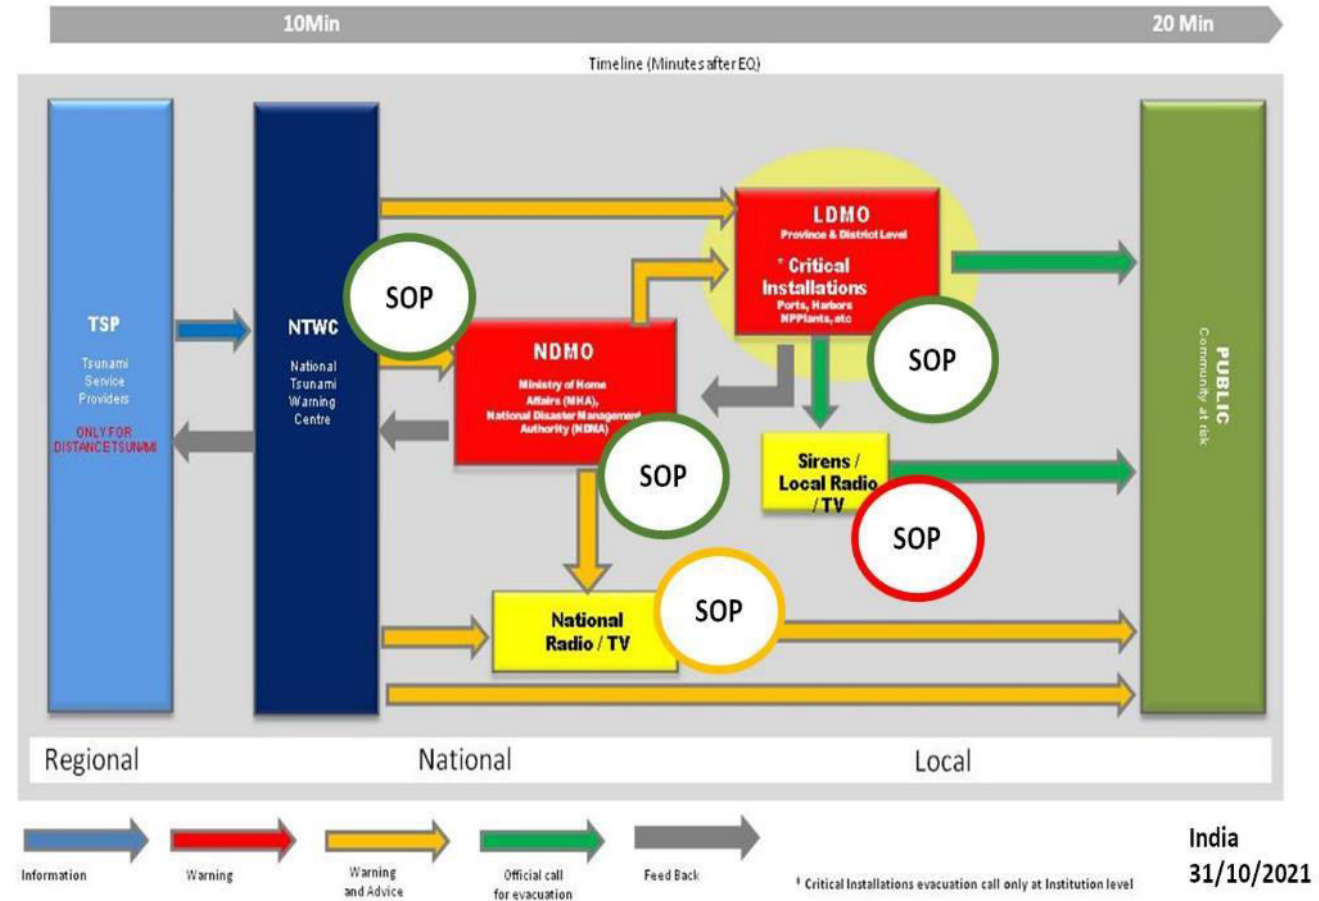 10Min
20 Min
Timeline (Minutes after EQ)
TSP
Tsunami
Service
Providers
ONLY FOR
DISTANCE TSUNAMI
NTWC
National
Tsunami
Warning
Centre
SOP
NDMO
Ministry of Home
Affairs (MHA),
National Disaster Management
Authority (NDMA)
SOP
LDMO
Province & District Level
* Critical
Installations
Ports, Harbors
NPPlants, etc
SOP
Sirens /
Local Radio
/ TV
SOP
National
Radio / TV
SOP
PUBLIC
Community at risk
Regional
National
Local
Information
Warning
Warning
and Advice
Official call
for evacuation
Feed Back
* Critical Installations evacuation call only at Institution level
India
31/10/2021